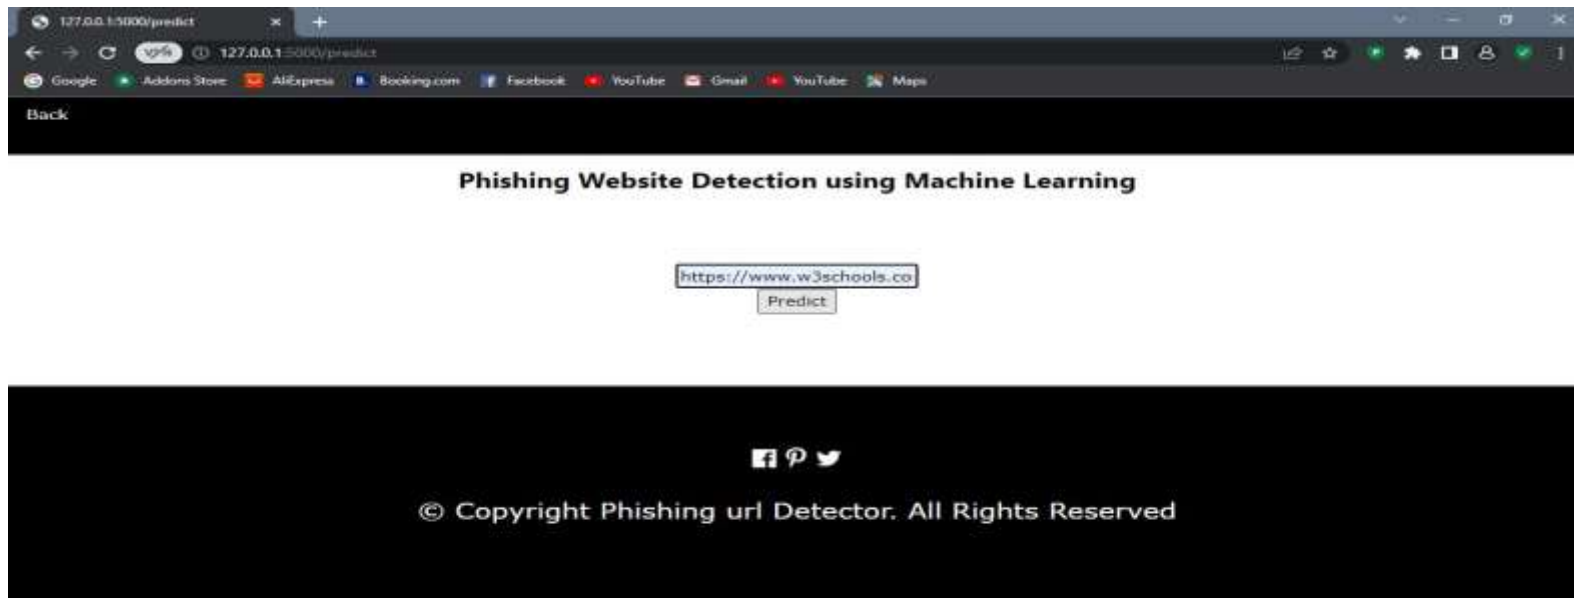 127.0.0.1:5000/predict
127.0.0.1:5000/predict
Google Addons Store AliExpress Booking.com Facebook YouTube Gmail YouTube Maps
Back
Phishing Website Detection using Machine Learning
https://www.w3schools.co
Predict
© Copyright Phishing url Detector. All Rights Reserved